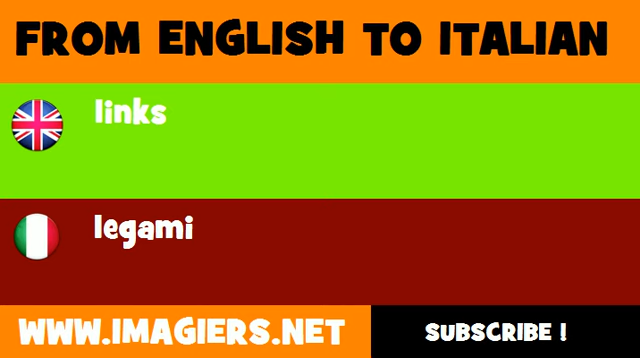 FROM ENGLISH TO ITALIAN
links
legami
WWW.IMAGIERS.NET
SUBSCRIBE !